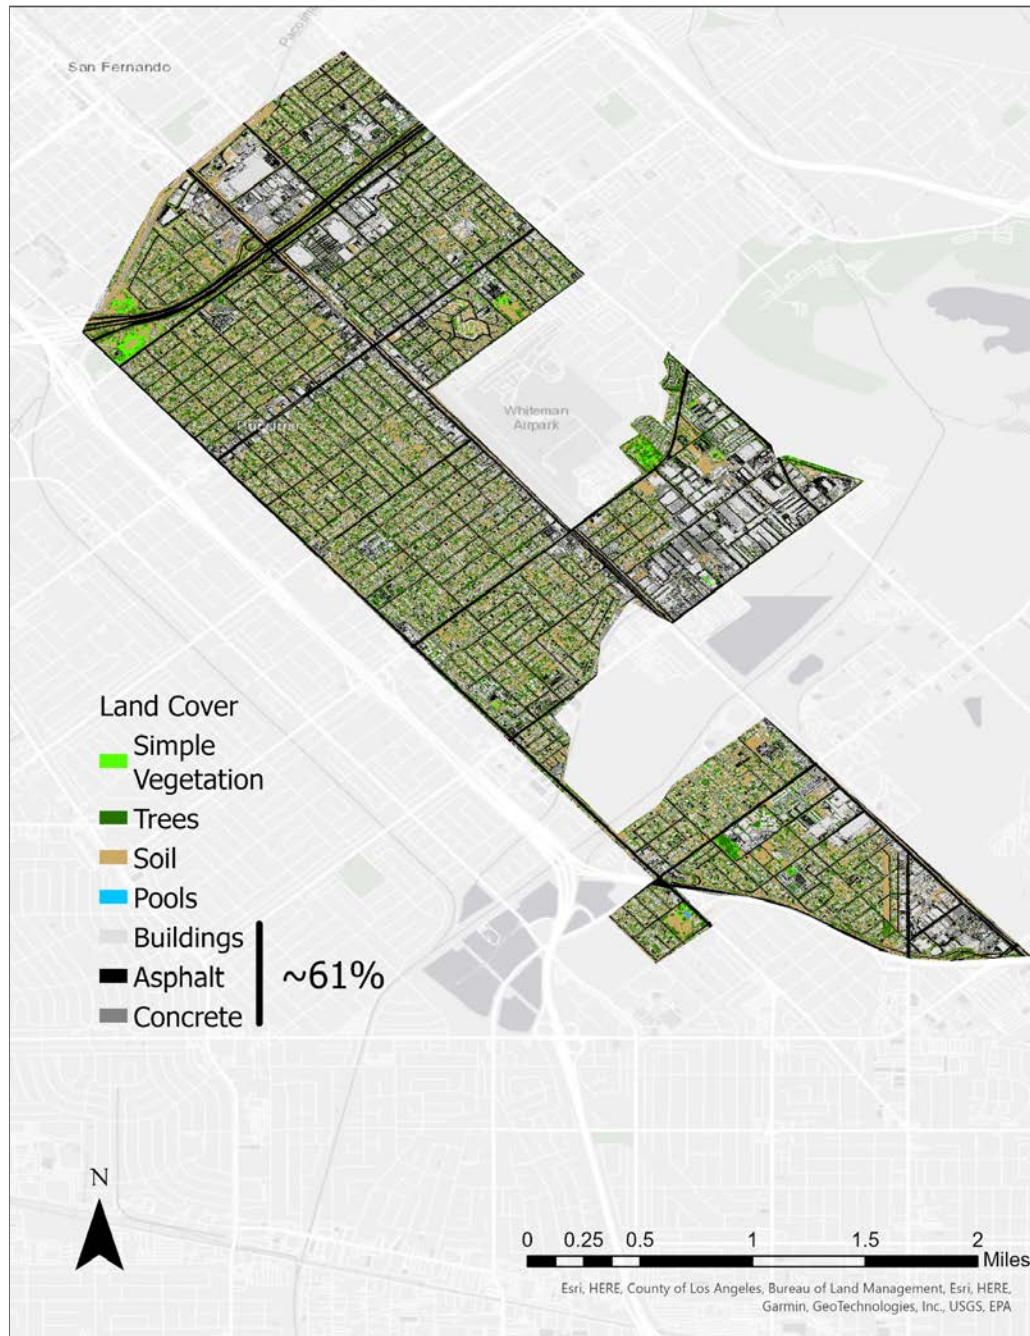 Pacoima
San Fernando
Whiteman
Airpark
Pacoima
Land Cover
Simple
Vegetation
Trees
Soil
Pools
Buildings
Asphalt
Concrete
~61%
N
0 0.25 0.5 1 1.5 2
Miles
Esri, HERE, County of Los Angeles, Bureau of Land Management, Esri, HERE,
Garmin, GeoTechnologies, Inc., USGS, EPA